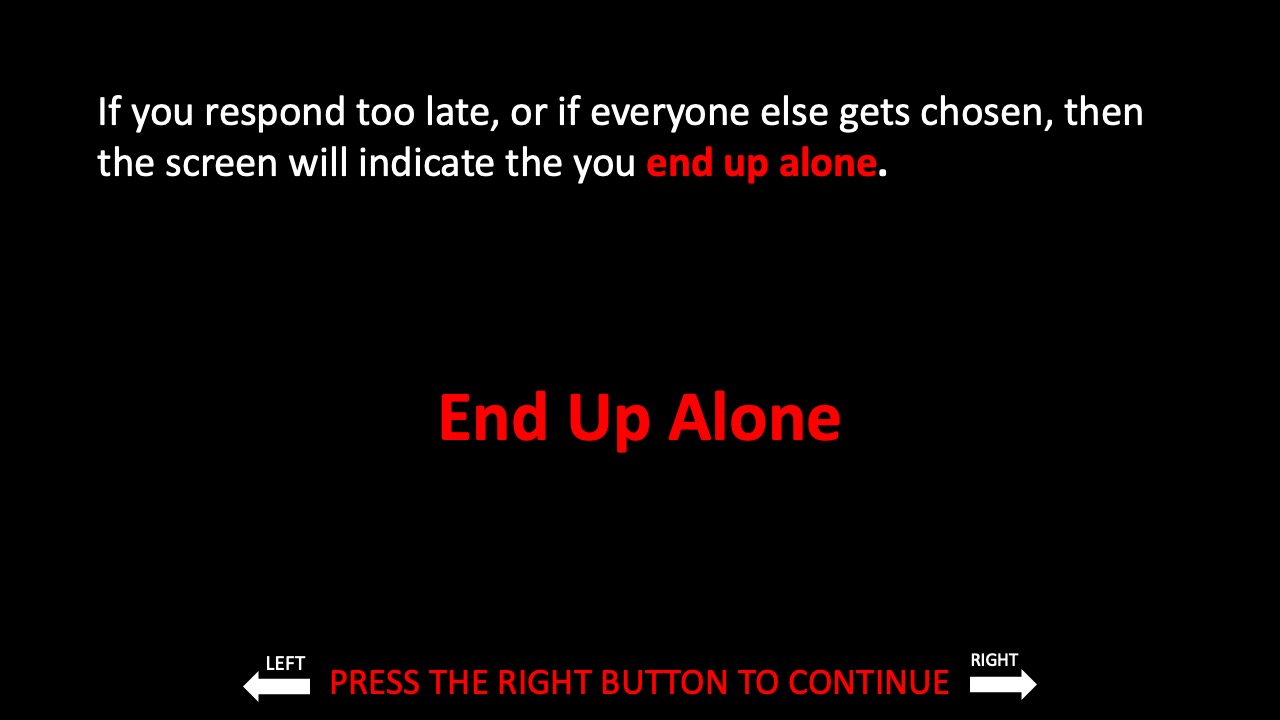 If you respond too late, or if everyone else gets chosen, then
the screen will indicate the you end up alone.
End Up Alone
LEFT
PRESS THE RIGHT BUTTON TO CONTINUE
RIGHT